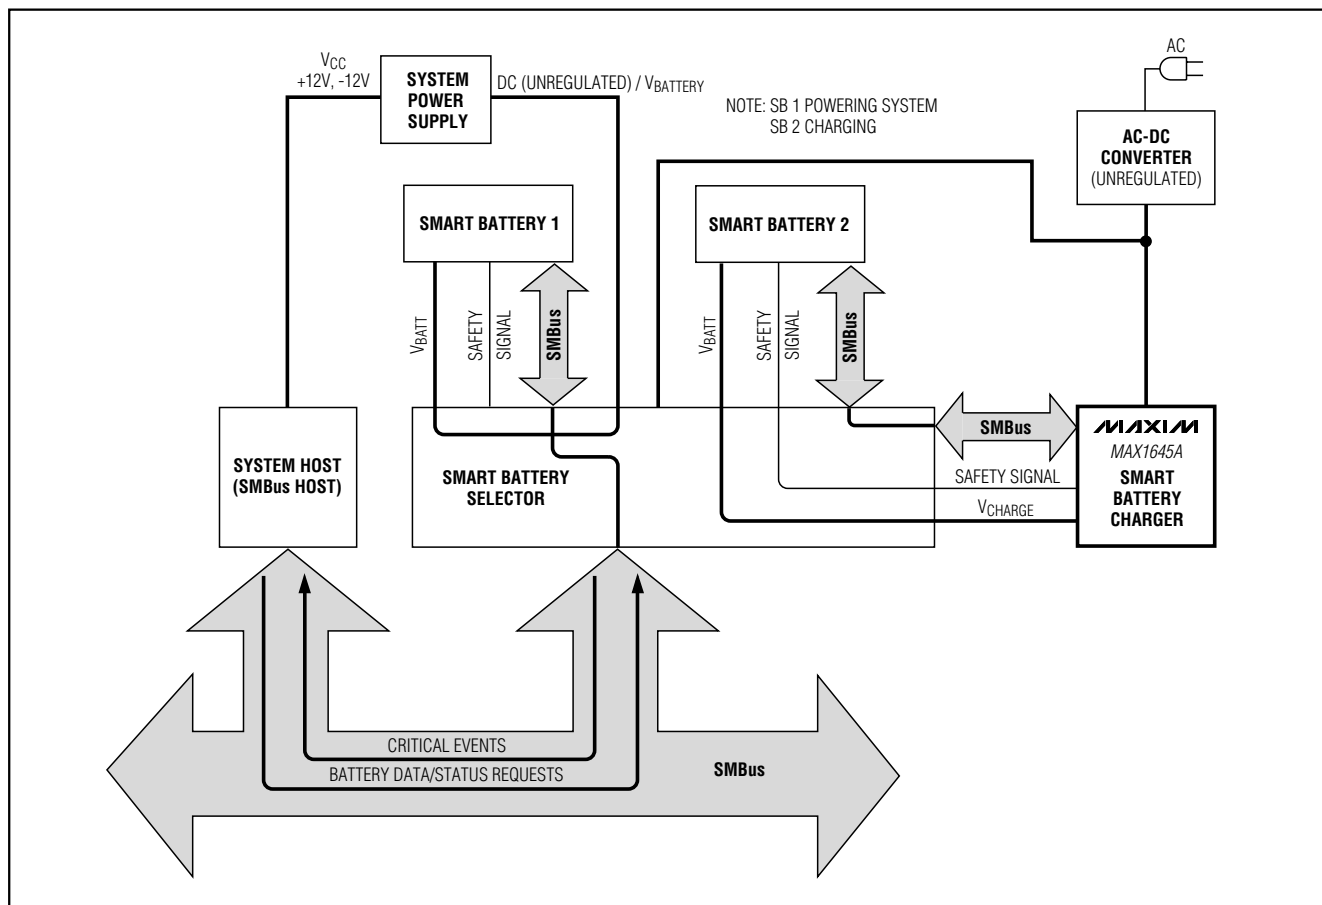 VCC
+12V, -12V
SYSTEM
POWER
SUPPLY
DC (UNREGULATED) / VBATTERY
NOTE: SB 1 POWERING SYSTEM
SB 2 CHARGING
AC
AC-DC
CONVERTER
(UNREGULATED)
SMART BATTERY 1
SMART BATTERY 2
VBATT
SAFETY
SIGNAL
SMBus
VBATT
SAFETY
SIGNAL
SMBus
SYSTEM HOST
(SMBus HOST)
SMART BATTERY
SELECTOR
SMBus
SAFETY SIGNAL
VCHARGE
MAXIM
MAX1645A
SMART
BATTERY
CHARGER
CRITICAL EVENTS
BATTERY DATA/STATUS REQUESTS
SMBus